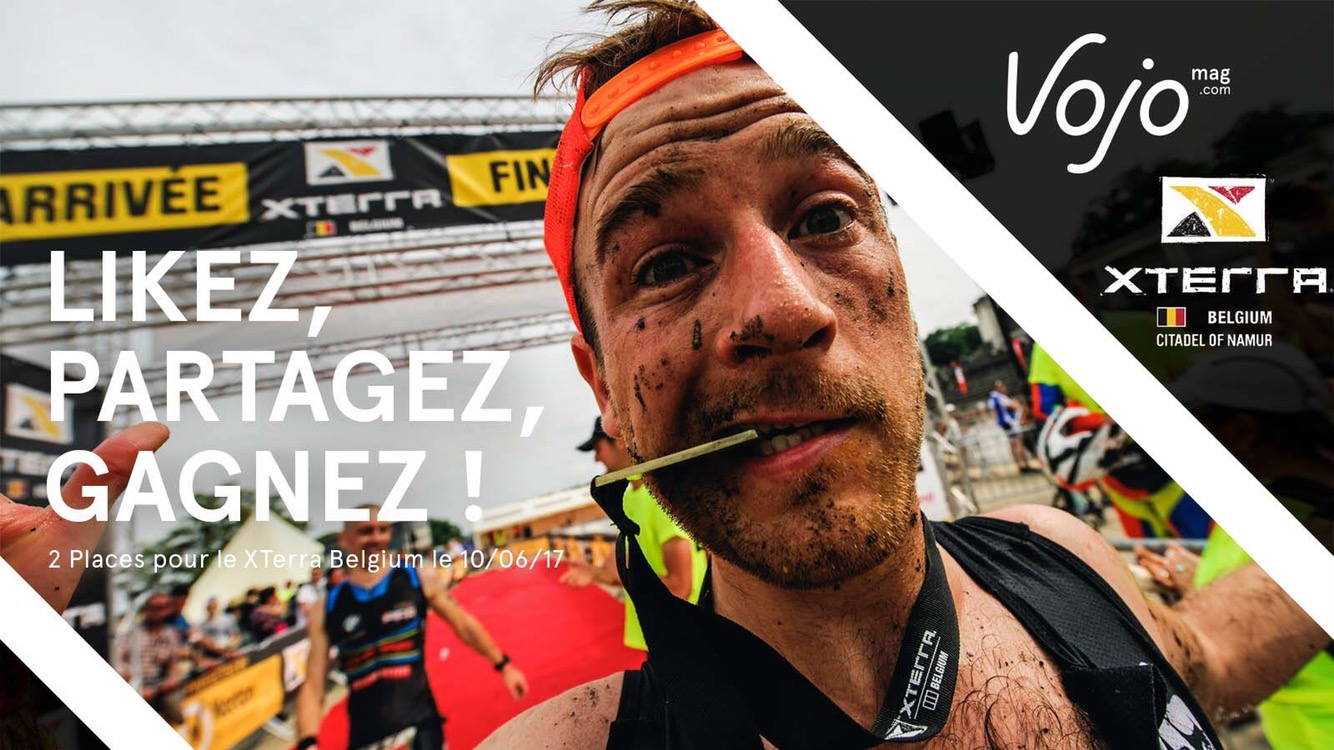 Vojo
mag
.com
XTERRA
BELGIUM
CITADEL OF NAMUR
ARRIVÉE
XTERRA
BELGIUM
FIN
LIKEZ,
PARTAGEZ,
GAGNEZ !
2 Places pour le XTerra Belgium le 10/06/17
XTERRA
BELGIUM